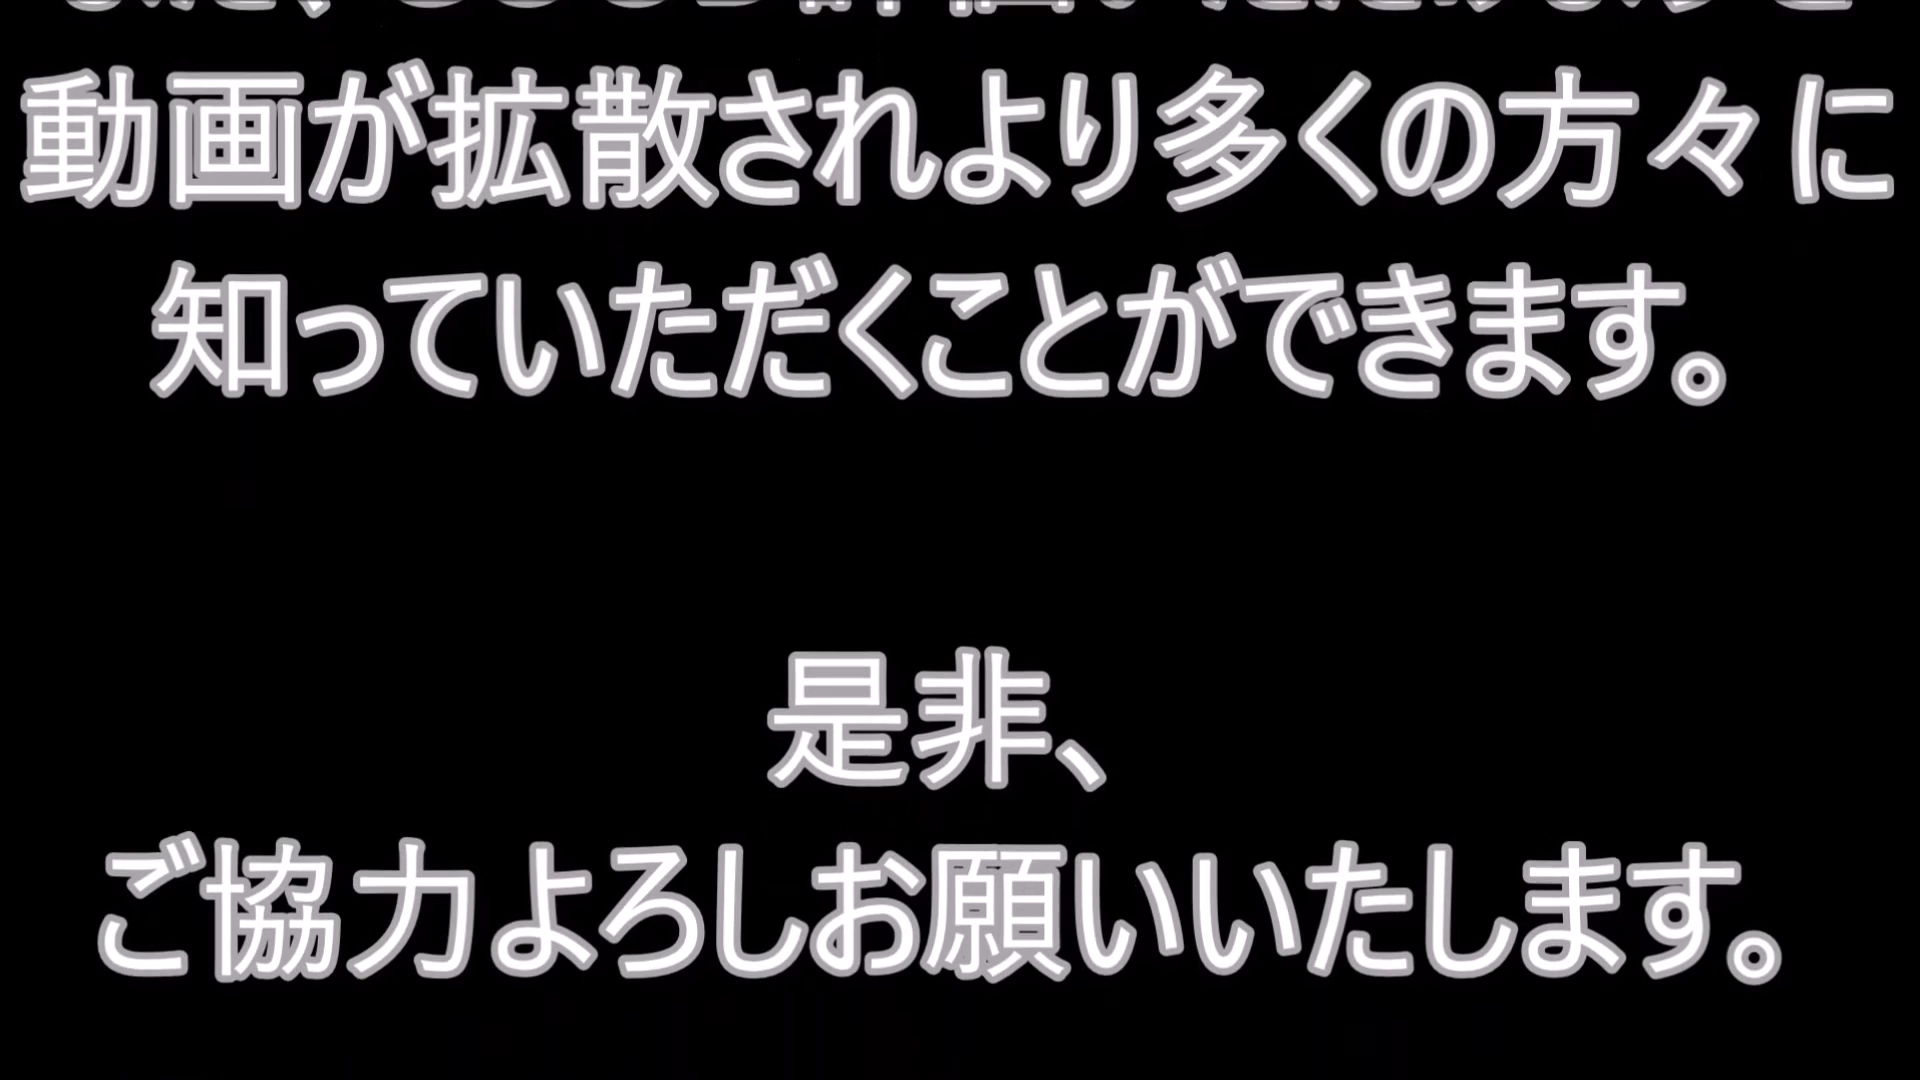 動画が拡散されより多くの方々に
知っていただくことができます。
是非、
ご協力よろしくお願いいたします。